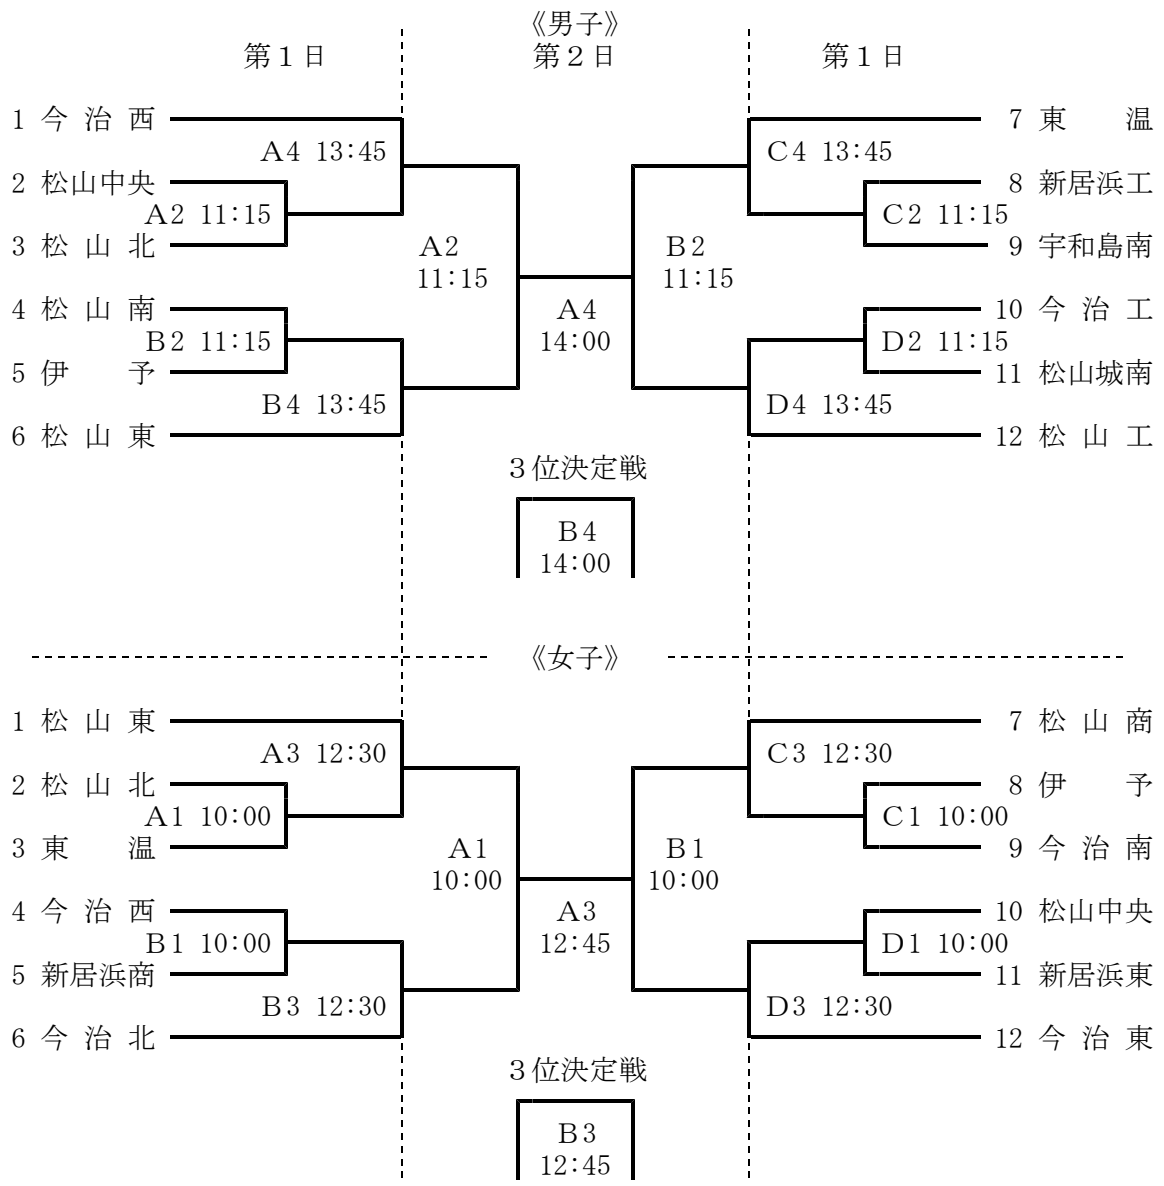 《男子》
第1日 第2日 第1日
1 今治西 7 東温
A4 13:45 C4 13:45
2 松山中央 8 新居浜工
A2 11:15 C2 11:15
3 松山北 9 宇和島南
A2 B2
11:15 11:15
4 松山南 10 今治工
A4
B2 11:15 14:00 D2 11:15
5 伊予 11 松山城南
B4 13:45 D4 13:45
6 松山東 12 松山工
3位決定戦
B4
14:00
《女子》
1 松山東 7 松山商
A3 12:30 C3 12:30
2 松山北 8 伊予
A1 10:00 C1 10:00
3 東温 9 今治南
A1 B1
10:00 10:00
4 今治西 10 松山中央
A3
B1 10:00 12:45 D1 10:00
5 新居浜商 11 新居浜東
B3 12:30 D3 12:30
6 今治北 12 今治東
3位決定戦
B3
12:45